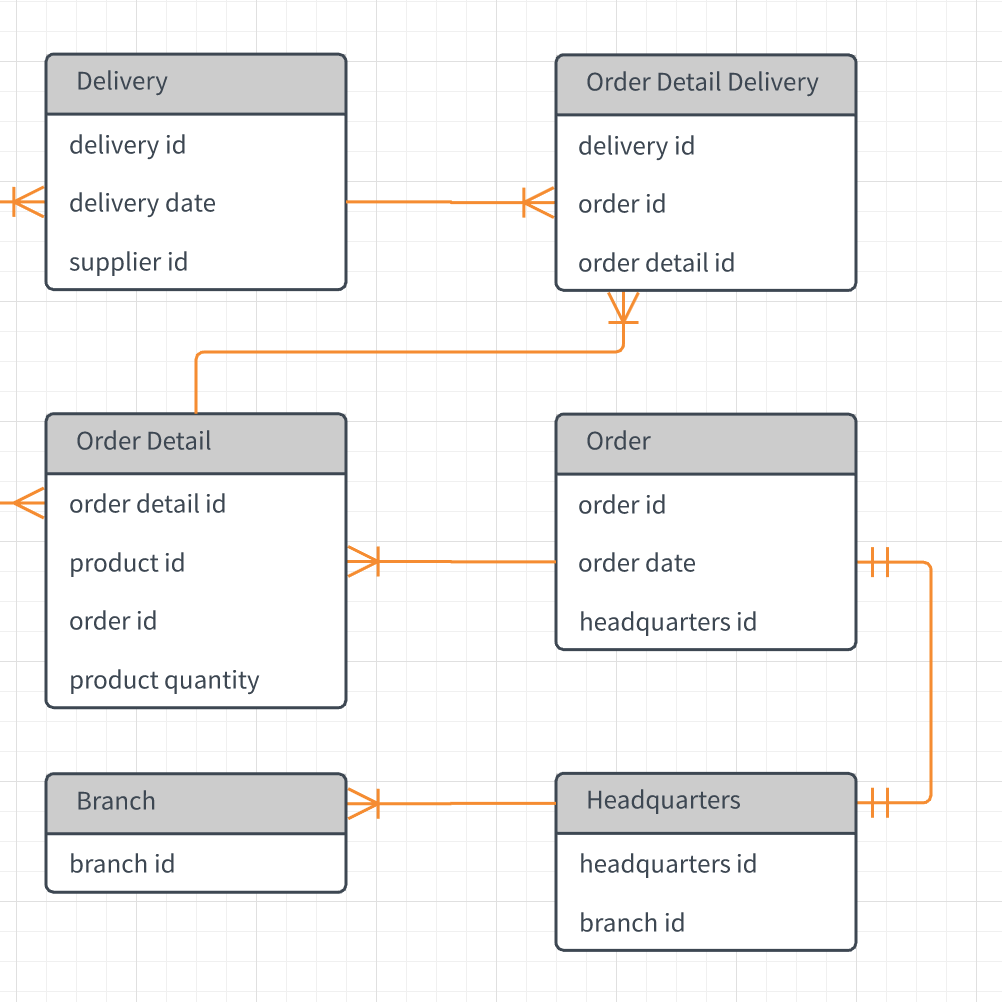 Delivery
delivery id
delivery date
supplier id
Order Detail Delivery
delivery id
order id
order detail id
Order Detail
order detail id
product id
order id
product quantity
Order
order id
order date
headquarters id
Branch
branch id
Headquarters
headquarters id
branch id